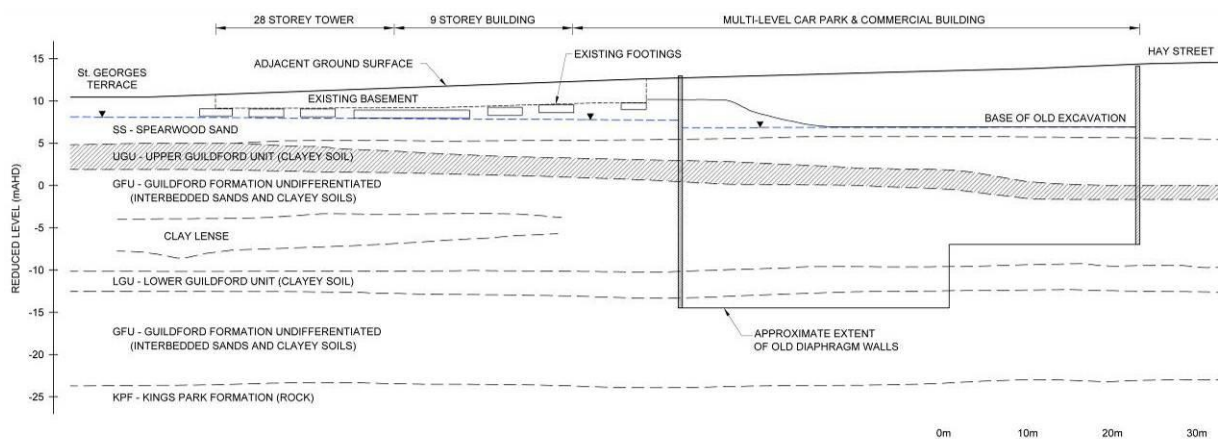 28 STOREY TOWER
9 STOREY BUILDING
MULTI-LEVEL CAR PARK & COMMERCIAL BUILDING
HAY STREET
EXISTING FOOTINGS
ADJACENT GROUND SURFACE
St. GEORGES
TERRACE
EXISTING BASEMENT
BASE OF OLD EXCAVATION
SS - SPEARWOOD SAND
UGU - UPPER GUILDFORD UNIT (CLAYEY SOIL)
GFU - GUILDFORD FORMATION UNDIFFERENTIATED
(INTERBEDDED SANDS AND CLAYEY SOILS)
CLAY LENSE
LGU - LOWER GUILDFORD UNIT (CLAYEY SOIL)
GFU - GUILDFORD FORMATION UNDIFFERENTIATED
(INTERBEDDED SANDS AND CLAYEY SOILS)
APPROXIMATE EXTENT
OF OLD DIAPHRAGM WALLS
KPF - KINGS PARK FORMATION (ROCK)
REDUCED LEVEL (mAHD)
15
10
5
0
-5
-10
-15
-20
-25
0m
10m
20m
30m